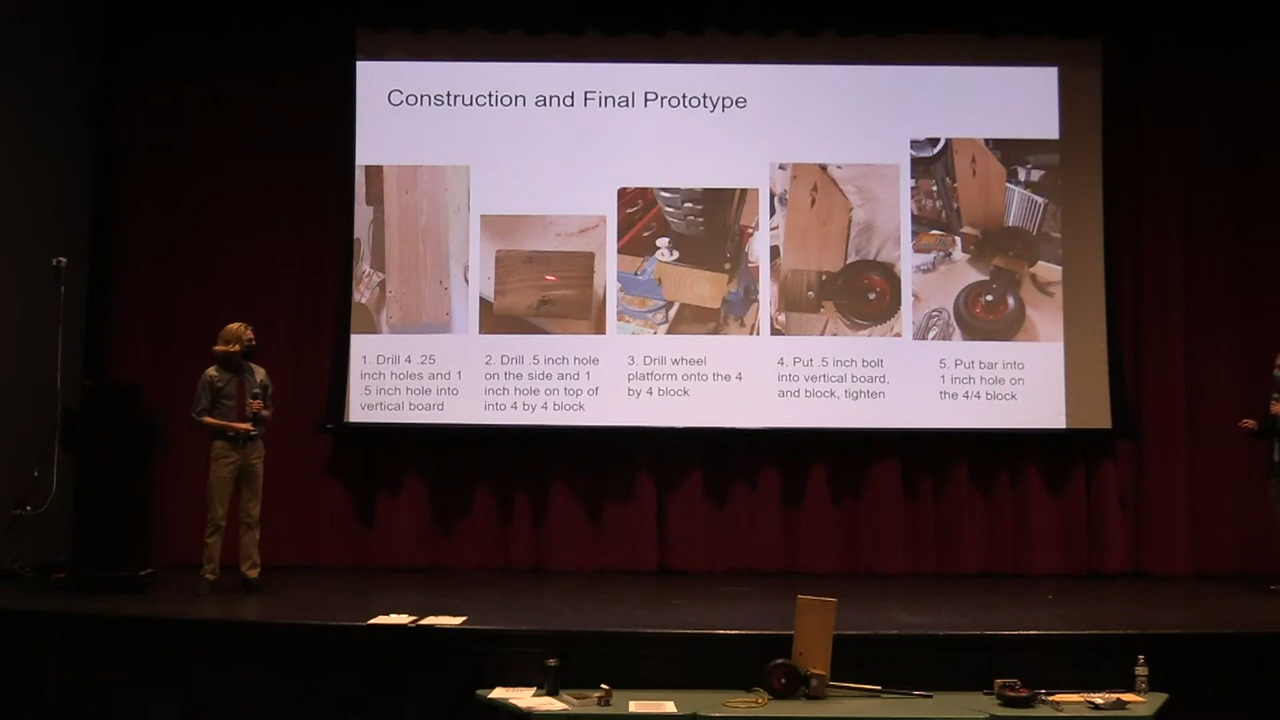 Construction and Final Prototype
1. Drill 4 .25
inch holes and 1
.5 inch hole into
vertical board
2. Drill .5 inch hole
on the side and 1
inch hole on top of
into 4 by 4 block
3. Drill wheel
platform onto the 4
by 4 block
4. Put .5 inch bolt
into vertical board,
and block, tighten
5. Put bar into
1 inch hole on
the 4/4 block